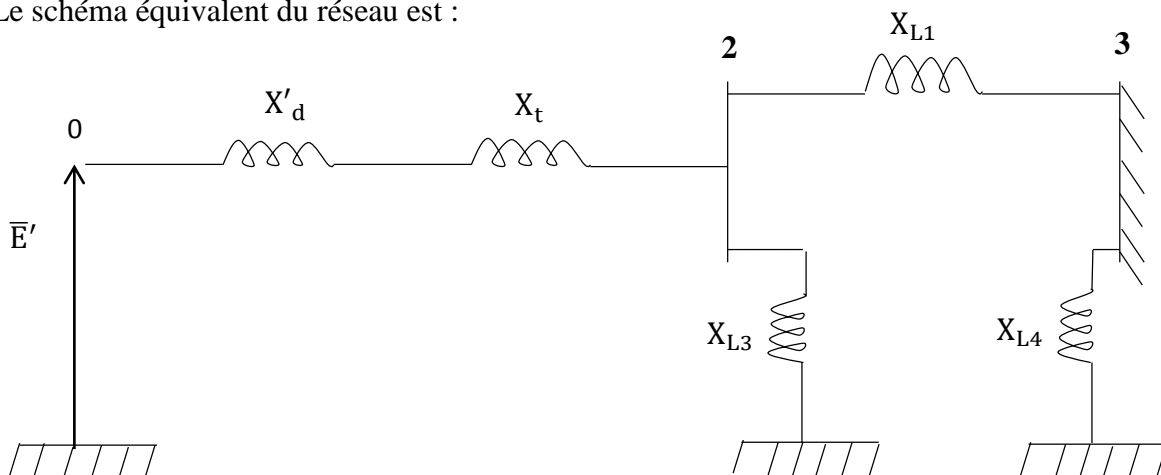 Le schéma équivalent du réseau est :
X_L1
2
3
X'_d
X_t
0
E̅'
X_L3
X_L4